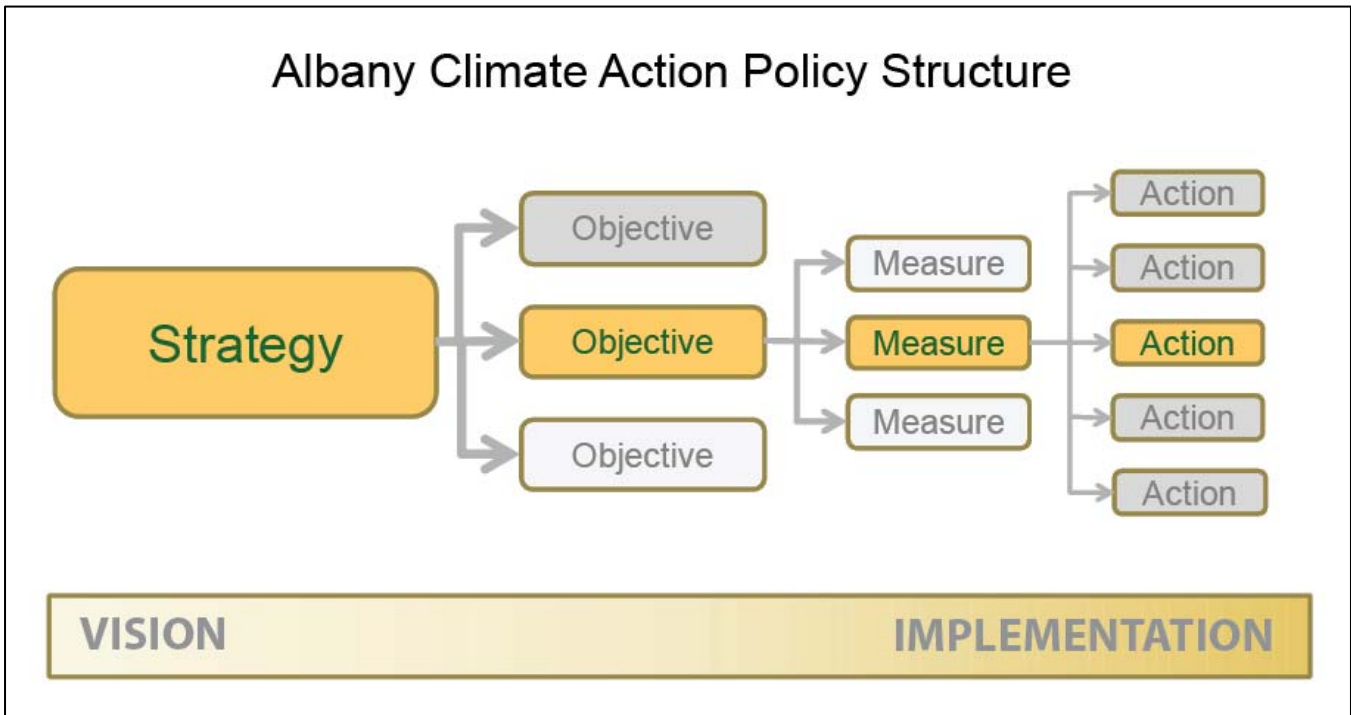 Albany Climate Action Policy Structure
Strategy
Objective
Objective
Objective
Measure
Measure
Measure
Action
Action
Action
Action
Action
VISION
IMPLEMENTATION